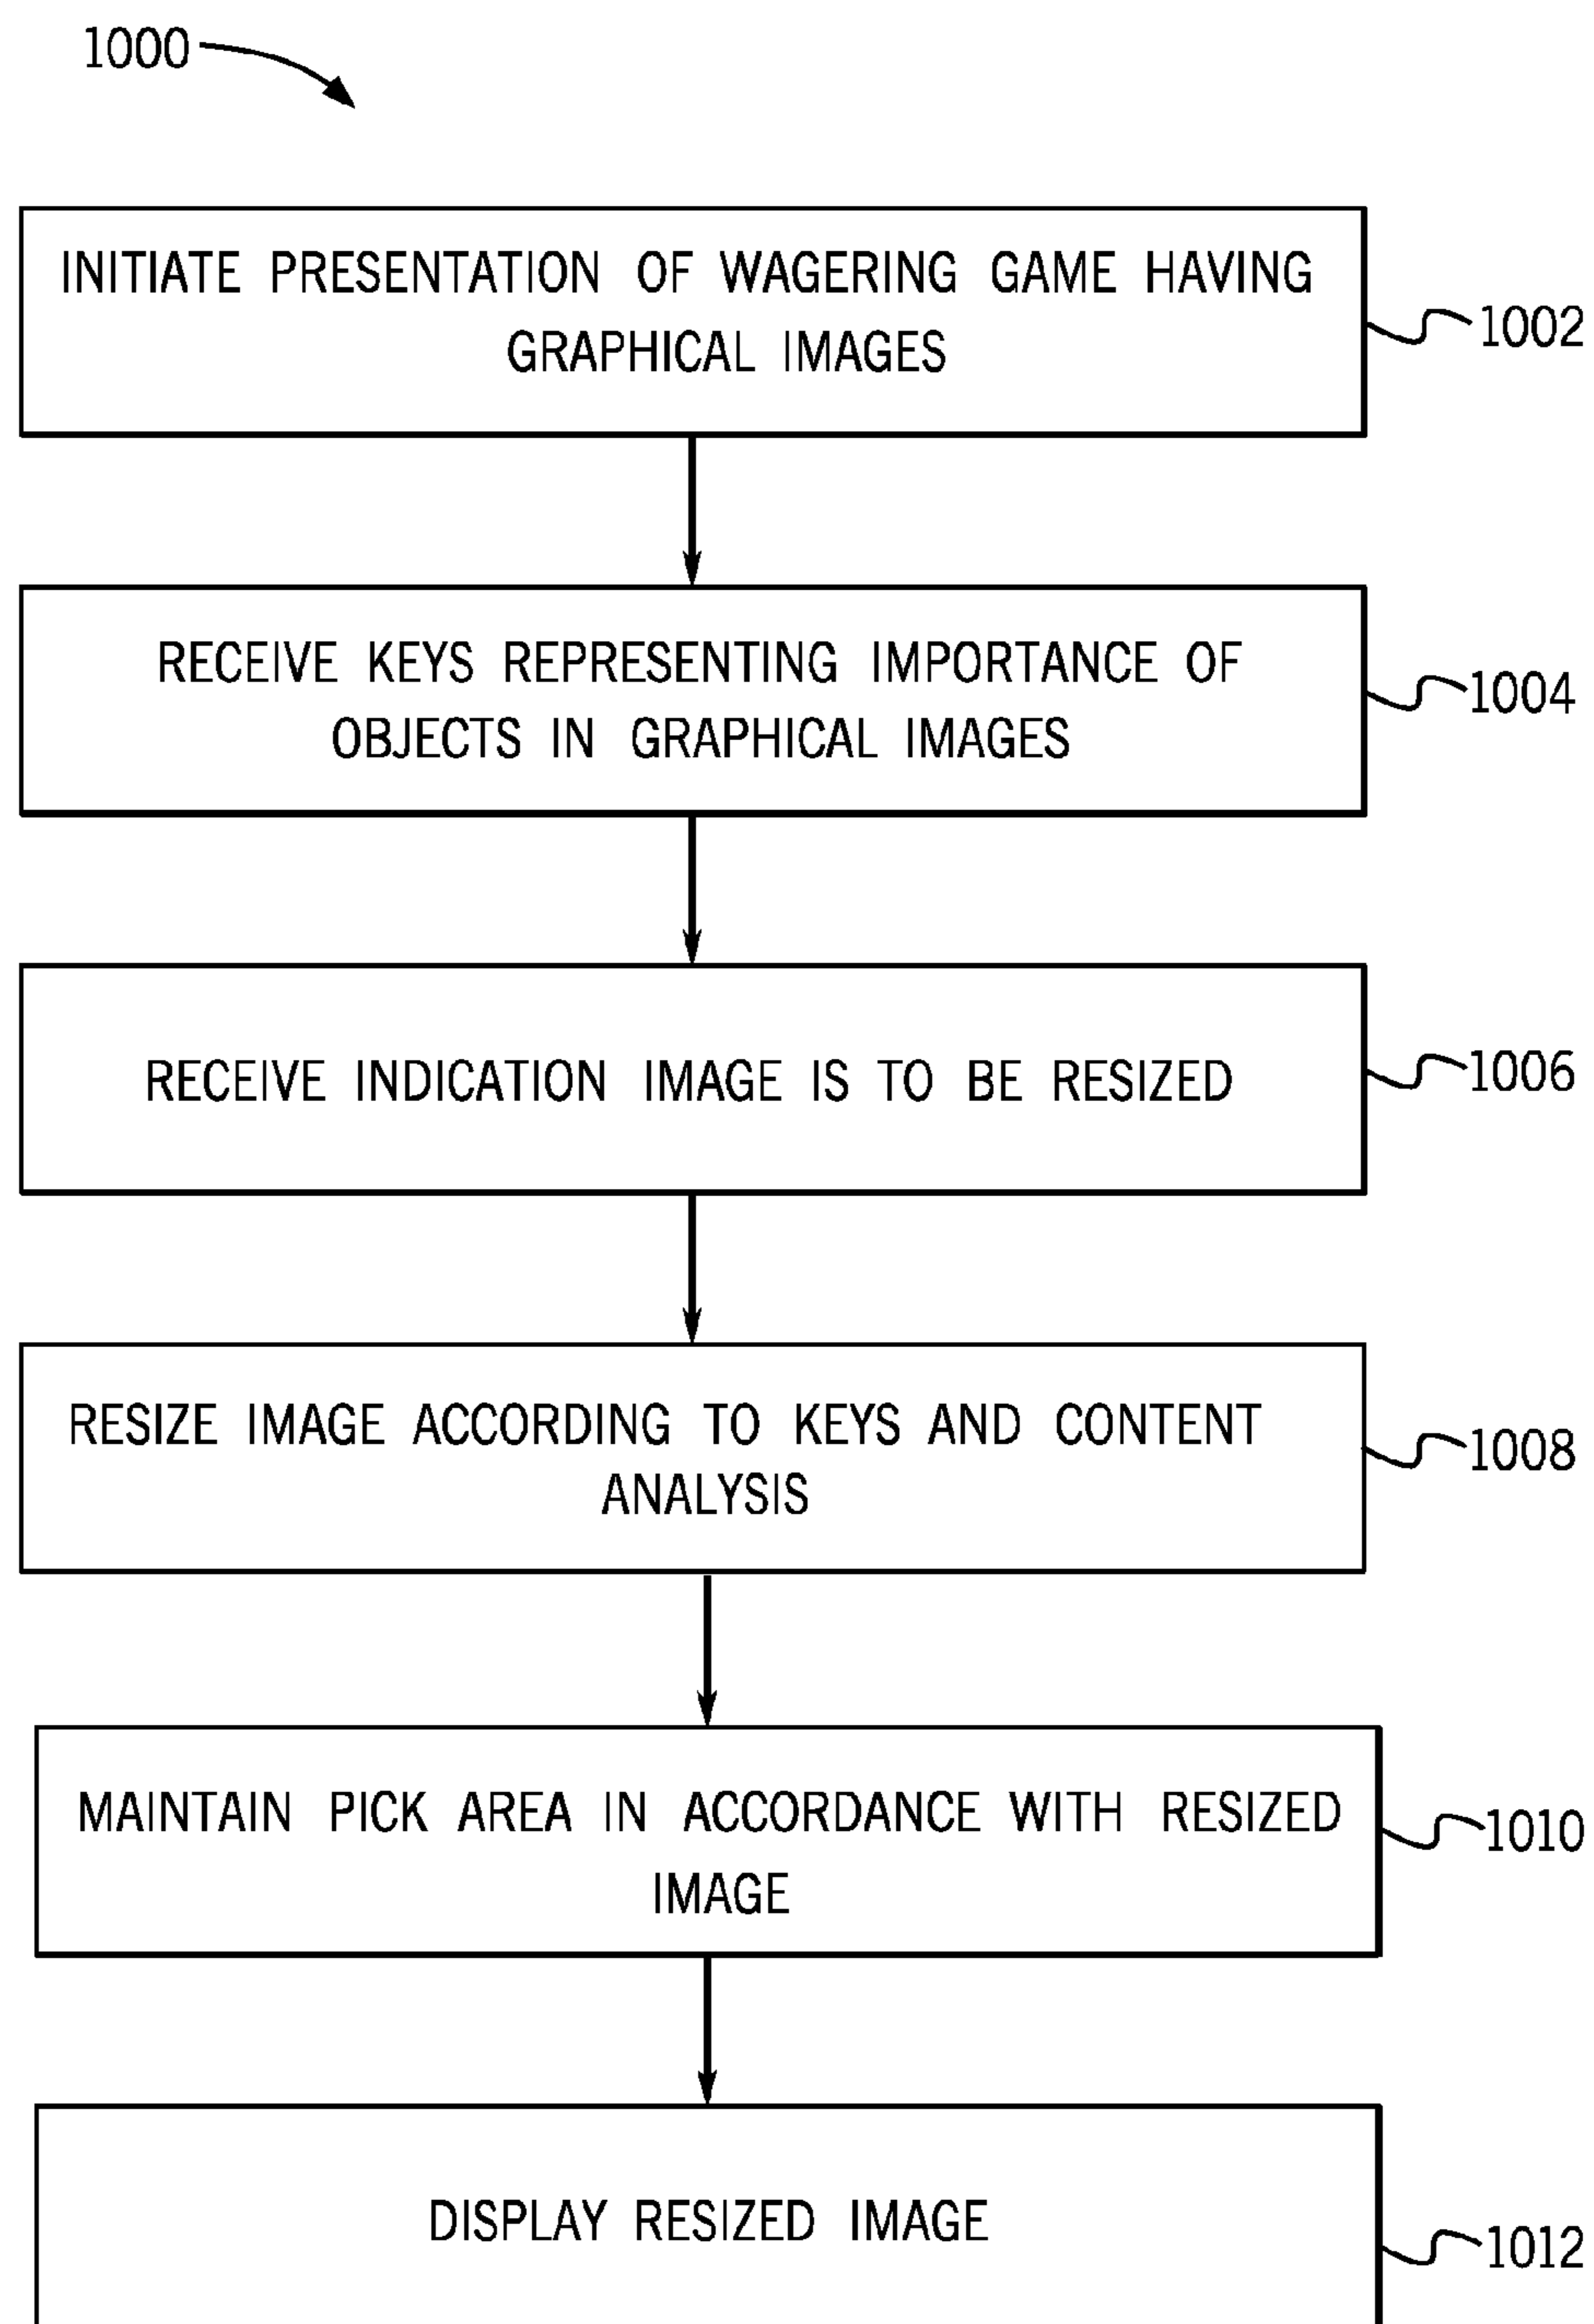 1000
INITIATE PRESENTATION OF WAGERING GAME HAVING
GRAPHICAL IMAGES
1002
RECEIVE KEYS REPRESENTING IMPORTANCE OF
OBJECTS IN GRAPHICAL IMAGES
1004
RECEIVE INDICATION IMAGE IS TO BE RESIZED
1006
RESIZE IMAGE ACCORDING TO KEYS AND CONTENT
ANALYSIS
1008
MAINTAIN PICK AREA IN ACCORDANCE WITH RESIZED
IMAGE
1010
DISPLAY RESIZED IMAGE
1012